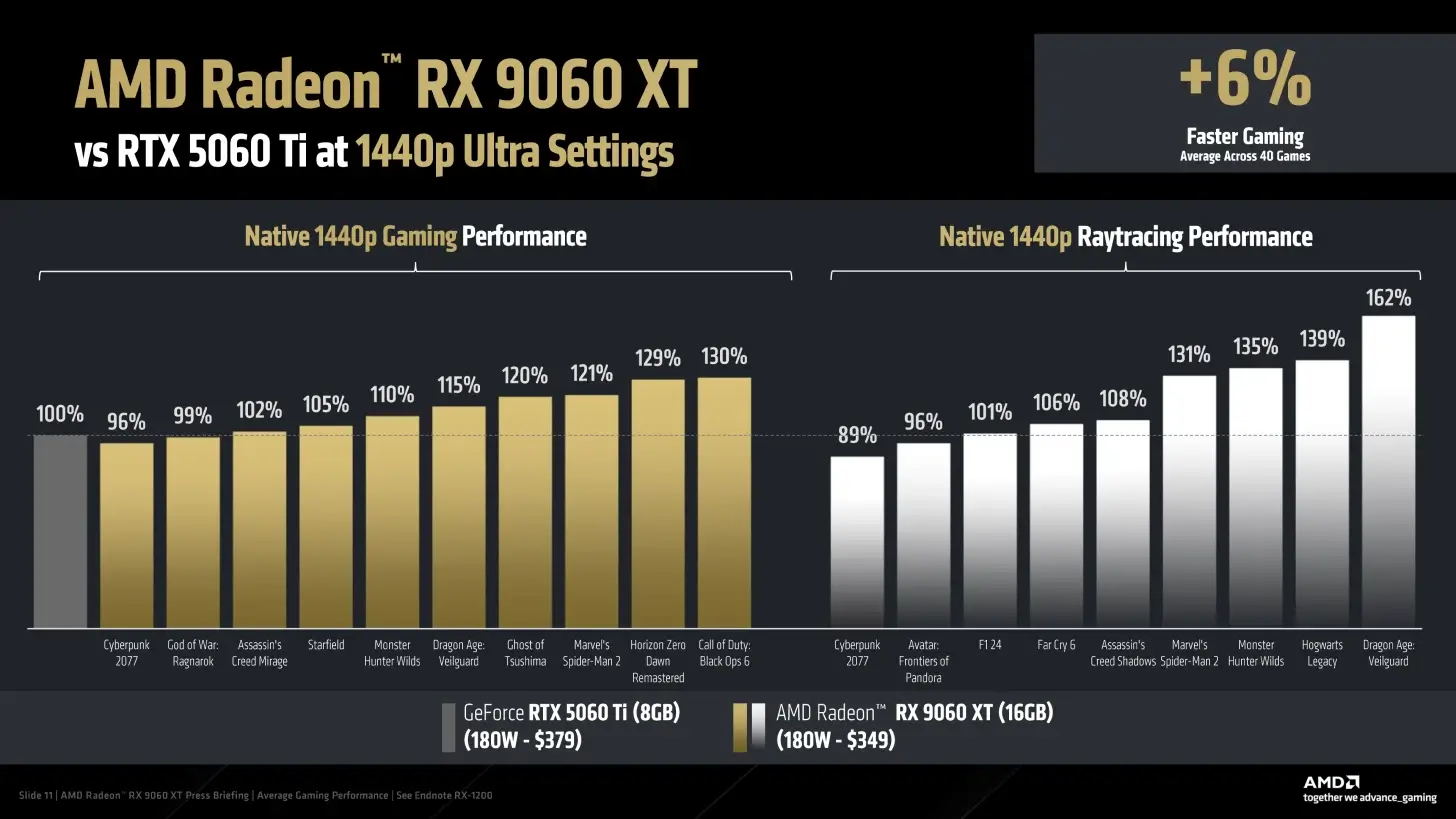 AMD Radeon™ RX 9060 XT
vs RTX 5060 Ti at 1440p Ultra Settings
+6%
Faster Gaming
Average Across 40 Games
Native 1440p Gaming Performance
100%
96%
99%
102%
105%
110%
115%
120%
121%
129%
130%
Cyberpunk
2077
God of War:
Ragnarok
Assassin's
Creed Mirage
Starfield
Monster
Hunter Wilds
Dragon Age:
Veilguard
Ghost of
Tsushima
Marvel's
Spider-Man 2
Horizon Zero
Dawn
Remastered
Call of Duty:
Black Ops 6
Native 1440p Raytracing Performance
89%
96%
101%
106%
108%
131%
135%
139%
162%
Cyberpunk
2077
Avatar:
Frontiers of
Pandora
F1 24
Far Cry 6
Assassin's
Creed Shadows
Marvel's
Spider-Man 2
Monster
Hunter Wilds
Hogwarts
Legacy
Dragon Age:
Veilguard
GeForce RTX 5060 Ti (8GB)
(180W - $379)
AMD Radeon™ RX 9060 XT (16GB)
(180W - $349)
Slide 11 | AMD Radeon™ RX 9060 XT Press Briefing | Average Gaming Performance | See Endnote RX-1200
AMD
together we advance_gaming